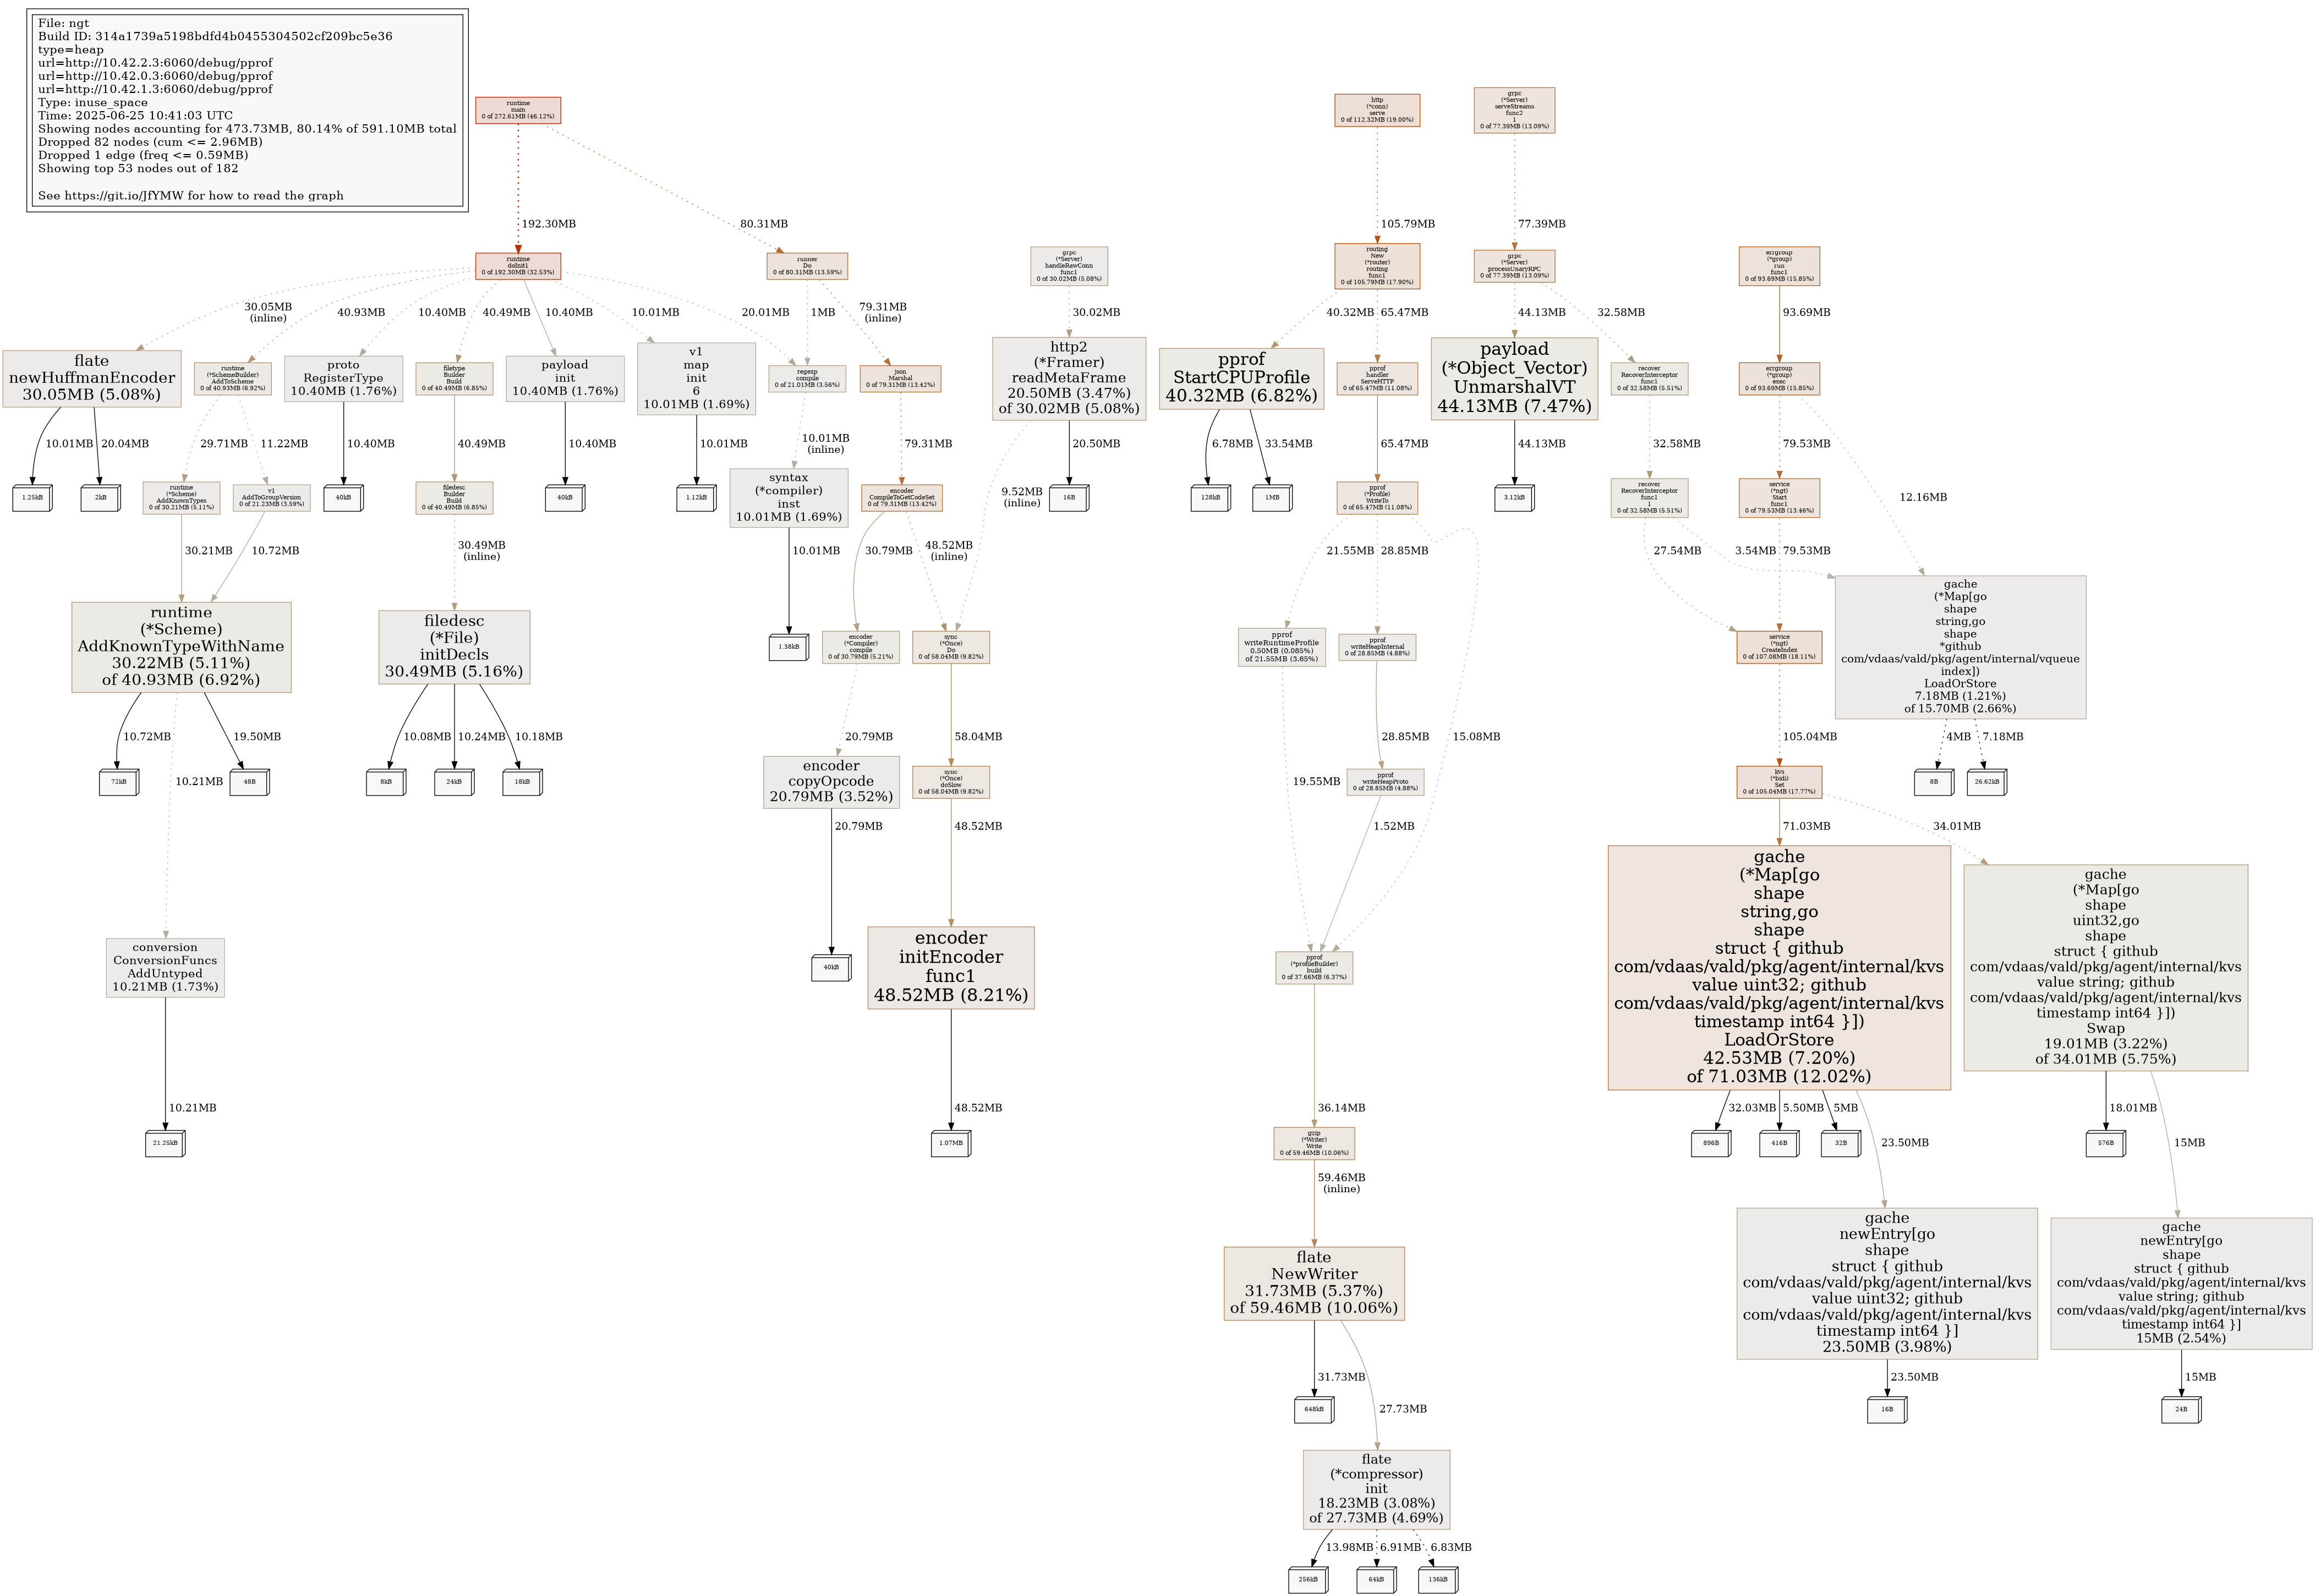 File: ngt
Build ID: 314a1739a5198bdfd4b0455304502cf209bc5e36
type=heap
url=http://10.42.2.3:6060/debug/pprof
url=http://10.42.0.3:6060/debug/pprof
url=http://10.42.1.3:6060/debug/pprof
Type: inuse_space
Time: 2025-06-25 10:41:03 UTC
Showing nodes accounting for 473.73MB, 80.14% of 591.10MB total
Dropped 82 nodes (cum <= 2.96MB)
Dropped 1 edge (freq <= 0.59MB)
Showing top 53 nodes out of 182
See https://git.io/JfYMW for how to read the graph
runtime
main
0 of 272.61MB (46.12%)
http
(*conn)
serve
0 of 112.32MB (19.00%)
grpc
(*Server)
serveStreams
func2
1
0 of 77.39MB (13.09%)
192.30MB
80.31MB
105.79MB
77.39MB
runtime
doInit1
0 of 192.30MB (32.53%)
runner
Do
0 of 80.31MB (13.59%)
grpc
(*Server)
handleRawConn
func1
0 of 30.02MB (5.08%)
routing
New
(*router)
routing
func1
0 of 105.79MB (17.90%)
grpc
(*Server)
processUnaryRPC
0 of 77.39MB (13.09%)
errgroup
(*group)
run
func1
0 of 93.69MB (15.85%)
30.05MB
(inline)
40.93MB
10.40MB
40.49MB
10.40MB
10.01MB
20.01MB
1MB
79.31MB
(inline)
30.02MB
40.32MB
65.47MB
44.13MB
32.58MB
93.69MB
flate
newHuffmanEncoder
30.05MB (5.08%)
runtime
(*SchemeBuilder)
AddToScheme
0 of 40.93MB (6.92%)
proto
RegisterType
10.40MB (1.76%)
filetype
Builder
Build
0 of 40.49MB (6.85%)
payload
init
10.40MB (1.76%)
v1
map
init
6
10.01MB (1.69%)
regexp
compile
0 of 21.01MB (3.56%)
json
Marshal
0 of 79.31MB (13.42%)
http2
(*Framer)
readMetaFrame
20.50MB (3.47%)
of 30.02MB (5.08%)
pprof
StartCPUProfile
40.32MB (6.82%)
pprof
handler
ServeHTTP
0 of 65.47MB (11.08%)
payload
(*Object_Vector)
UnmarshalVT
44.13MB (7.47%)
recover
RecoverInterceptor
func1
0 of 32.58MB (5.51%)
errgroup
(*group)
exec
0 of 93.69MB (15.85%)
10.01MB
20.04MB
29.71MB
11.22MB
10.40MB
40.49MB
10.40MB
10.01MB
10.01MB
(inline)
79.31MB
9.52MB
(inline)
20.50MB
6.78MB
33.54MB
65.47MB
44.13MB
32.58MB
79.53MB
12.16MB
1.25kB
2kB
runtime
(*Scheme)
AddKnownTypes
0 of 30.21MB (5.11%)
v1
AddToGroupVersion
0 of 21.23MB (3.59%)
40kB
filedesc
Builder
Build
0 of 40.49MB (6.85%)
40kB
1.12kB
syntax
(*compiler)
inst
10.01MB (1.69%)
encoder
CompileToGetCodeSet
0 of 79.31MB (13.42%)
16B
128kB
1MB
pprof
(*Profile)
WriteTo
0 of 65.47MB (11.08%)
3.12kB
recover
RecoverInterceptor
func1
1
0 of 32.58MB (5.51%)
service
(*ngt)
Start
func1
0 of 79.53MB (13.46%)
30.21MB
10.72MB
30.49MB
(inline)
10.01MB
30.79MB
48.52MB
(inline)
21.55MB
28.85MB
15.08MB
27.54MB
3.54MB
79.53MB
runtime
(*Scheme)
AddKnownTypeWithName
30.22MB (5.11%)
of 40.93MB (6.92%)
filedesc
(*File)
initDecls
30.49MB (5.16%)
1.38kB
encoder
(*Compiler)
compile
0 of 30.79MB (5.21%)
sync
(*Once)
Do
0 of 58.04MB (9.82%)
pprof
writeRuntimeProfile
0.50MB (0.085%)
of 21.55MB (3.65%)
pprof
writeHeapInternal
0 of 28.85MB (4.88%)
service
(*ngt)
CreateIndex
0 of 107.08MB (18.11%)
gache
(*Map[go
shape
string,go
shape
*github
com/vdaas/vald/pkg/agent/internal/vqueue
index])
LoadOrStore
7.18MB (1.21%)
of 15.70MB (2.66%)
10.72MB
10.21MB
19.50MB
10.08MB
10.24MB
10.18MB
20.79MB
58.04MB
19.55MB
28.85MB
105.04MB
4MB
7.18MB
72kB
48B
8kB
24kB
18kB
encoder
copyOpcode
20.79MB (3.52%)
sync
(*Once)
doSlow
0 of 58.04MB (9.82%)
pprof
writeHeapProto
0 of 28.85MB (4.88%)
kvs
(*bidi)
Set
0 of 105.04MB (17.77%)
8B
26.62kB
20.79MB
48.52MB
1.52MB
71.03MB
34.01MB
conversion
ConversionFuncs
AddUntyped
10.21MB (1.73%)
40kB
encoder
initEncoder
func1
48.52MB (8.21%)
pprof
(*profileBuilder)
build
0 of 37.66MB (6.37%)
gache
(*Map[go
shape
string,go
shape
struct { github
com/vdaas/vald/pkg/agent/internal/kvs
value uint32; github
com/vdaas/vald/pkg/agent/internal/kvs
timestamp int64 }])
LoadOrStore
42.53MB (7.20%)
of 71.03MB (12.02%)
gache
(*Map[go
shape
uint32,go
shape
struct { github
com/vdaas/vald/pkg/agent/internal/kvs
value string; github
com/vdaas/vald/pkg/agent/internal/kvs
timestamp int64 }])
Swap
19.01MB (3.22%)
of 34.01MB (5.75%)
10.21MB
48.52MB
36.14MB
32.03MB
5.50MB
5MB
23.50MB
18.01MB
15MB
21.25kB
1.07MB
gzip
(*Writer)
Write
0 of 59.46MB (10.06%)
896B
416B
32B
576B
59.46MB
(inline)
flate
NewWriter
31.73MB (5.37%)
of 59.46MB (10.06%)
gache
newEntry[go
shape
struct { github
com/vdaas/vald/pkg/agent/internal/kvs
value uint32; github
com/vdaas/vald/pkg/agent/internal/kvs
timestamp int64 }]
23.50MB (3.98%)
gache
newEntry[go
shape
struct { github
com/vdaas/vald/pkg/agent/internal/kvs
value string; github
com/vdaas/vald/pkg/agent/internal/kvs
timestamp int64 }]
15MB (2.54%)
31.73MB
27.73MB
23.50MB
15MB
648kB
16B
24B
flate
(*compressor)
init
18.23MB (3.08%)
of 27.73MB (4.69%)
13.98MB
6.91MB
6.83MB
256kB
64kB
136kB